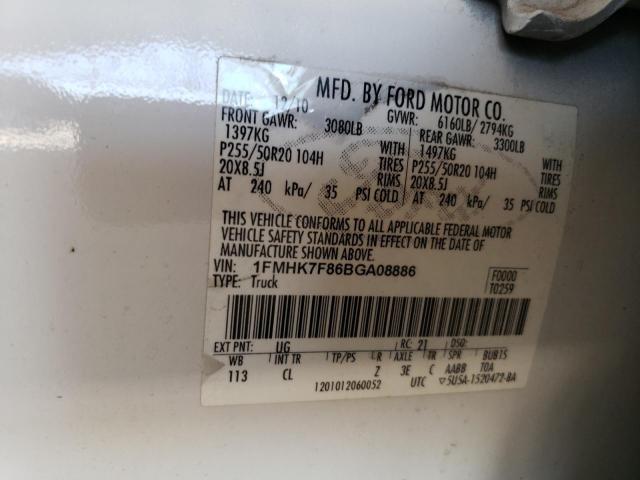 MFD. BY FORD MOTOR CO.
DATE: 12/10 GVWR: 6160LB/ 2794KG
FRONT GAWR: 3080LB REAR GAWR: 3300LB
1397KG WITH 1497KG WITH
P255/50R20 104H TIRES P255/50R20 104H TIRES
20X8.5J RIMS 20X8.5J RIMS
AT 240 kPa/ 35 PSI COLD AT 240 kPa/ 35 PSI COLD
THIS VEHICLE CONFORMS TO ALL APPLICABLE FEDERAL MOTOR
VEHICLE SAFETY STANDARDS IN EFFECT ON THE DATE OF
MANUFACTURE SHOWN ABOVE.
VIN: 1FMHK7F86BGA08886 F0000
TYPE: Truck T0259
EXT PNT: UG RC: 21 DSO:
WB INT TR TP/PS R AXLE TR SPR
113 CL Z 3E C AABB
1201012060052 UTC 5U5A-1520472-BA